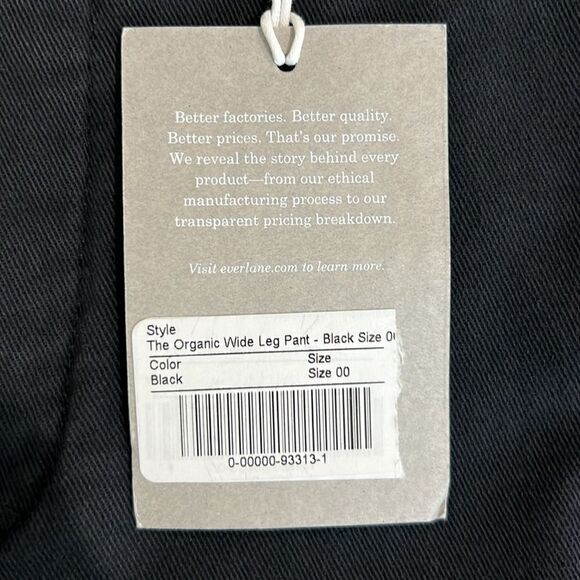 Better factories. Better quality.
Better prices. That's our promise.
We reveal the story behind every
product—from our ethical
manufacturing process to our
transparent pricing breakdown.
Visit everlane.com to learn more.
Style
The Organic Wide Leg Pant - Black Size 0
Color Size
Black Size 00
0-00000-93313-1